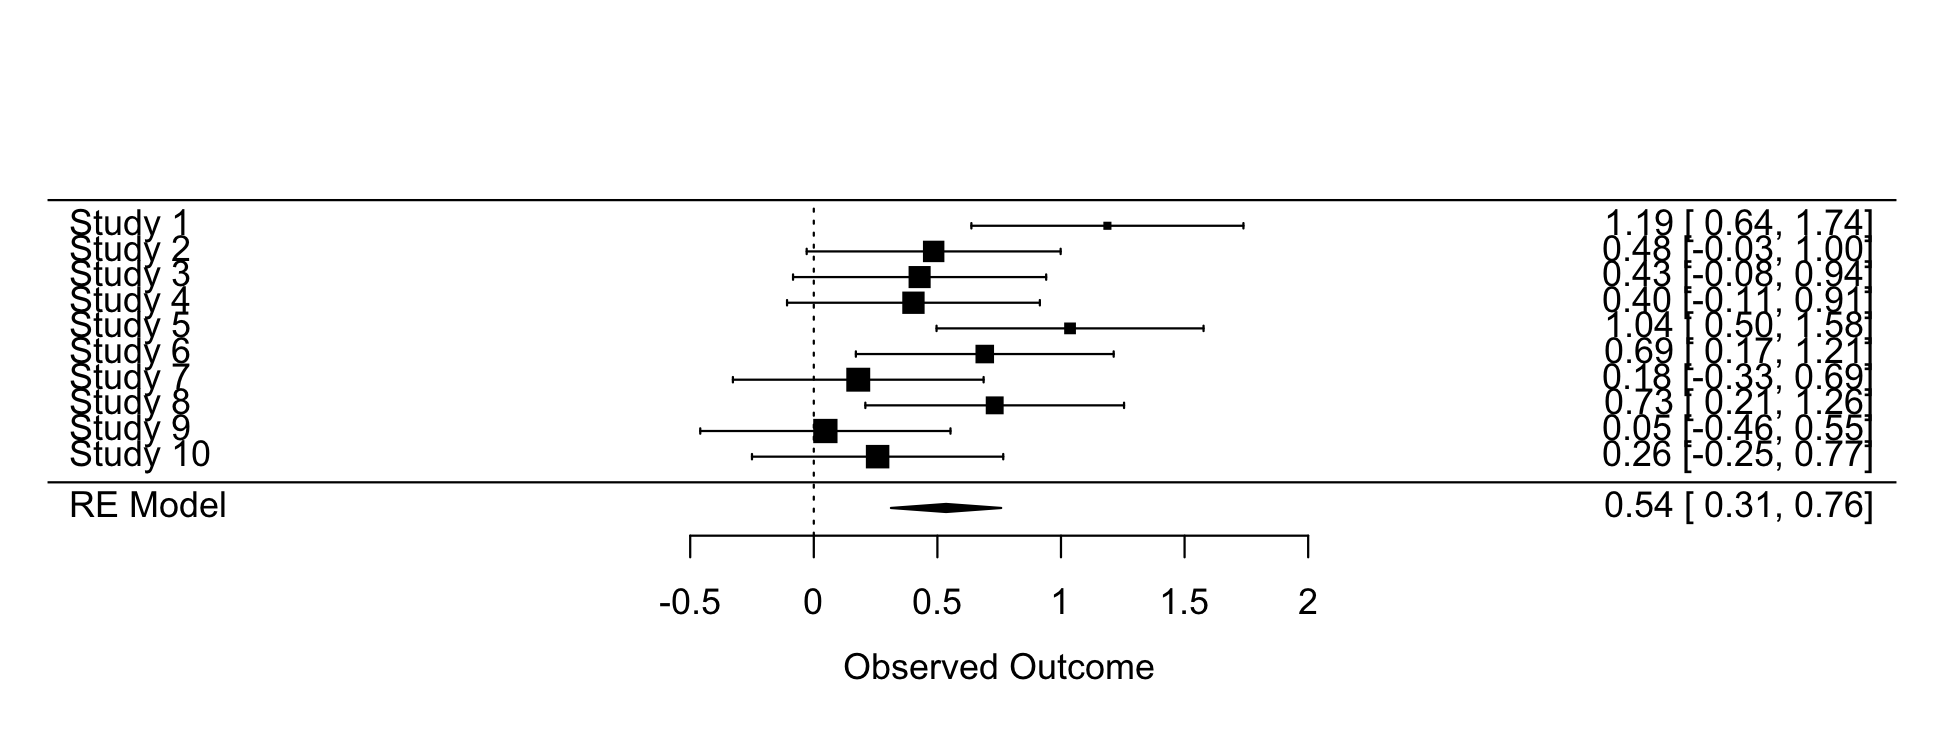 Study 1 1.19 [ 0.64, 1.74]
Study 2 0.48 [-0.03, 1.00]
Study 3 0.43 [-0.08, 0.94]
Study 4 0.40 [-0.11, 0.91]
Study 5 1.04 [ 0.50, 1.58]
Study 6 0.69 [ 0.17, 1.21]
Study 7 0.18 [-0.33, 0.69]
Study 8 0.73 [ 0.21, 1.26]
Study 9 0.05 [-0.46, 0.55]
Study 10 0.26 [-0.25, 0.77]
RE Model 0.54 [ 0.31, 0.76]
-0.5 0 0.5 1 1.5 2
Observed Outcome